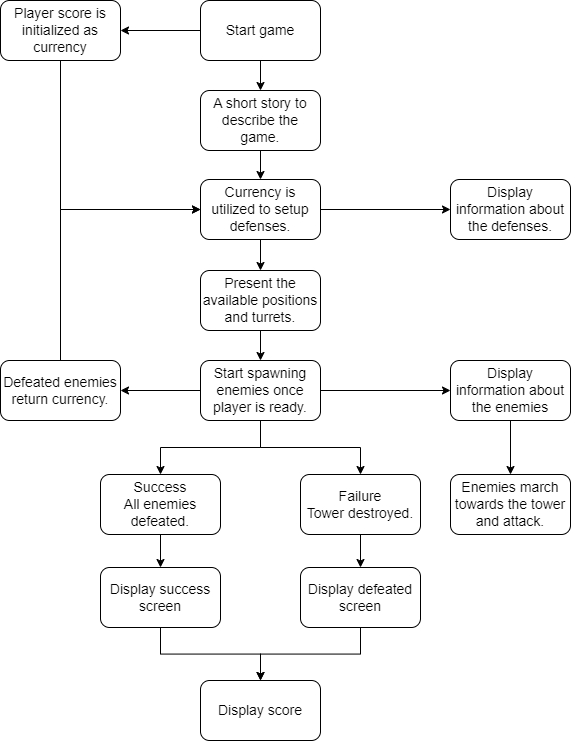 Player score is
initialized as
currency
Start game
A short story to
describe the
game.
Currency is
utilized to setup
defenses.
Display
information about
the defenses.
Present the
available positions
and turrets.
Defeated enemies
return currency.
Start spawning
enemies once
player is ready.
Display
information about
the enemies
Success
All enemies
defeated.
Failure
Tower destroyed.
Enemies march
towards the tower
and attack.
Display success
screen
Display defeated
screen
Display score